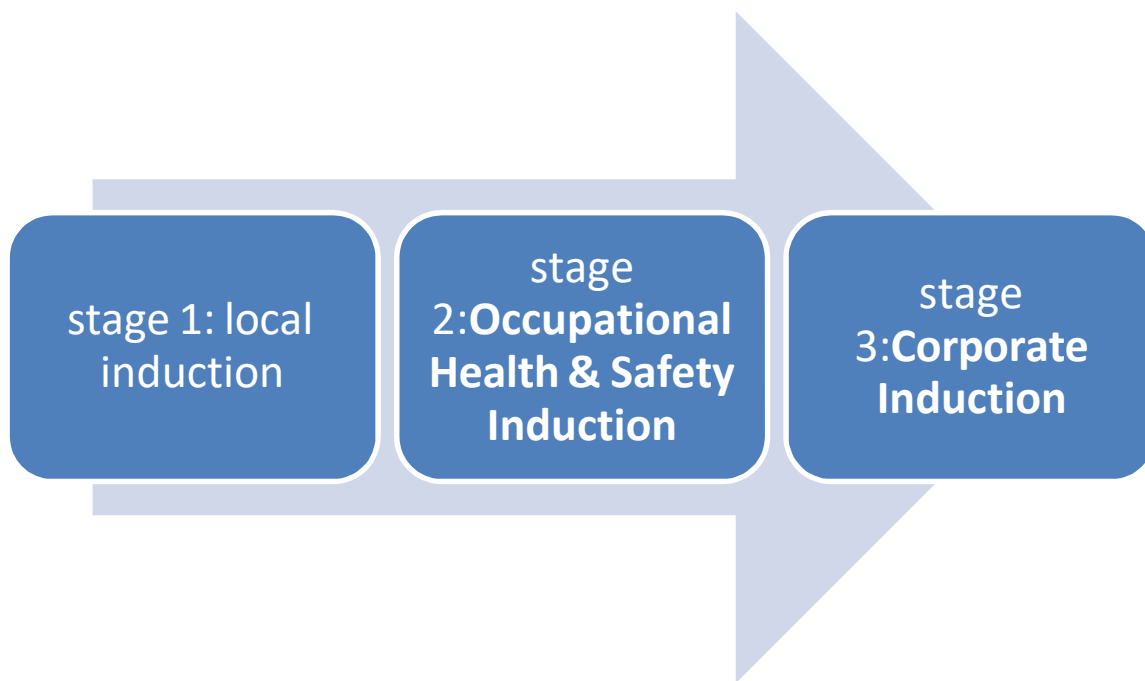 stage 1: local
induction
stage
2:Occupational
Health & Safety
Induction
stage
3:Corporate
Induction